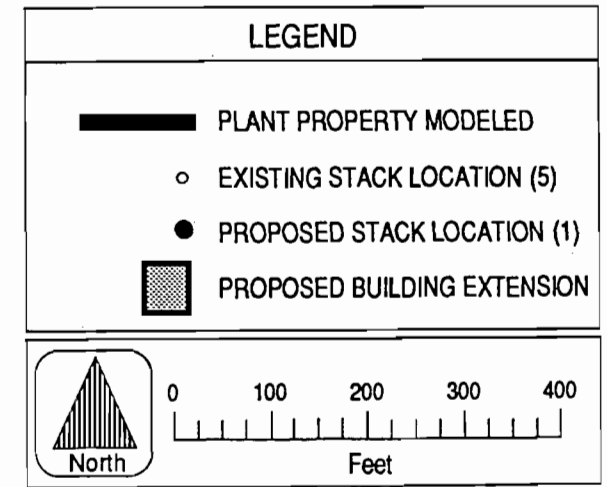 LEGEND
PLANT PROPERTY MODELED
EXISTING STACK LOCATION (5)
PROPOSED STACK LOCATION (1)
PROPOSED BUILDING EXTENSION
0 100 200 300 400
North Feet